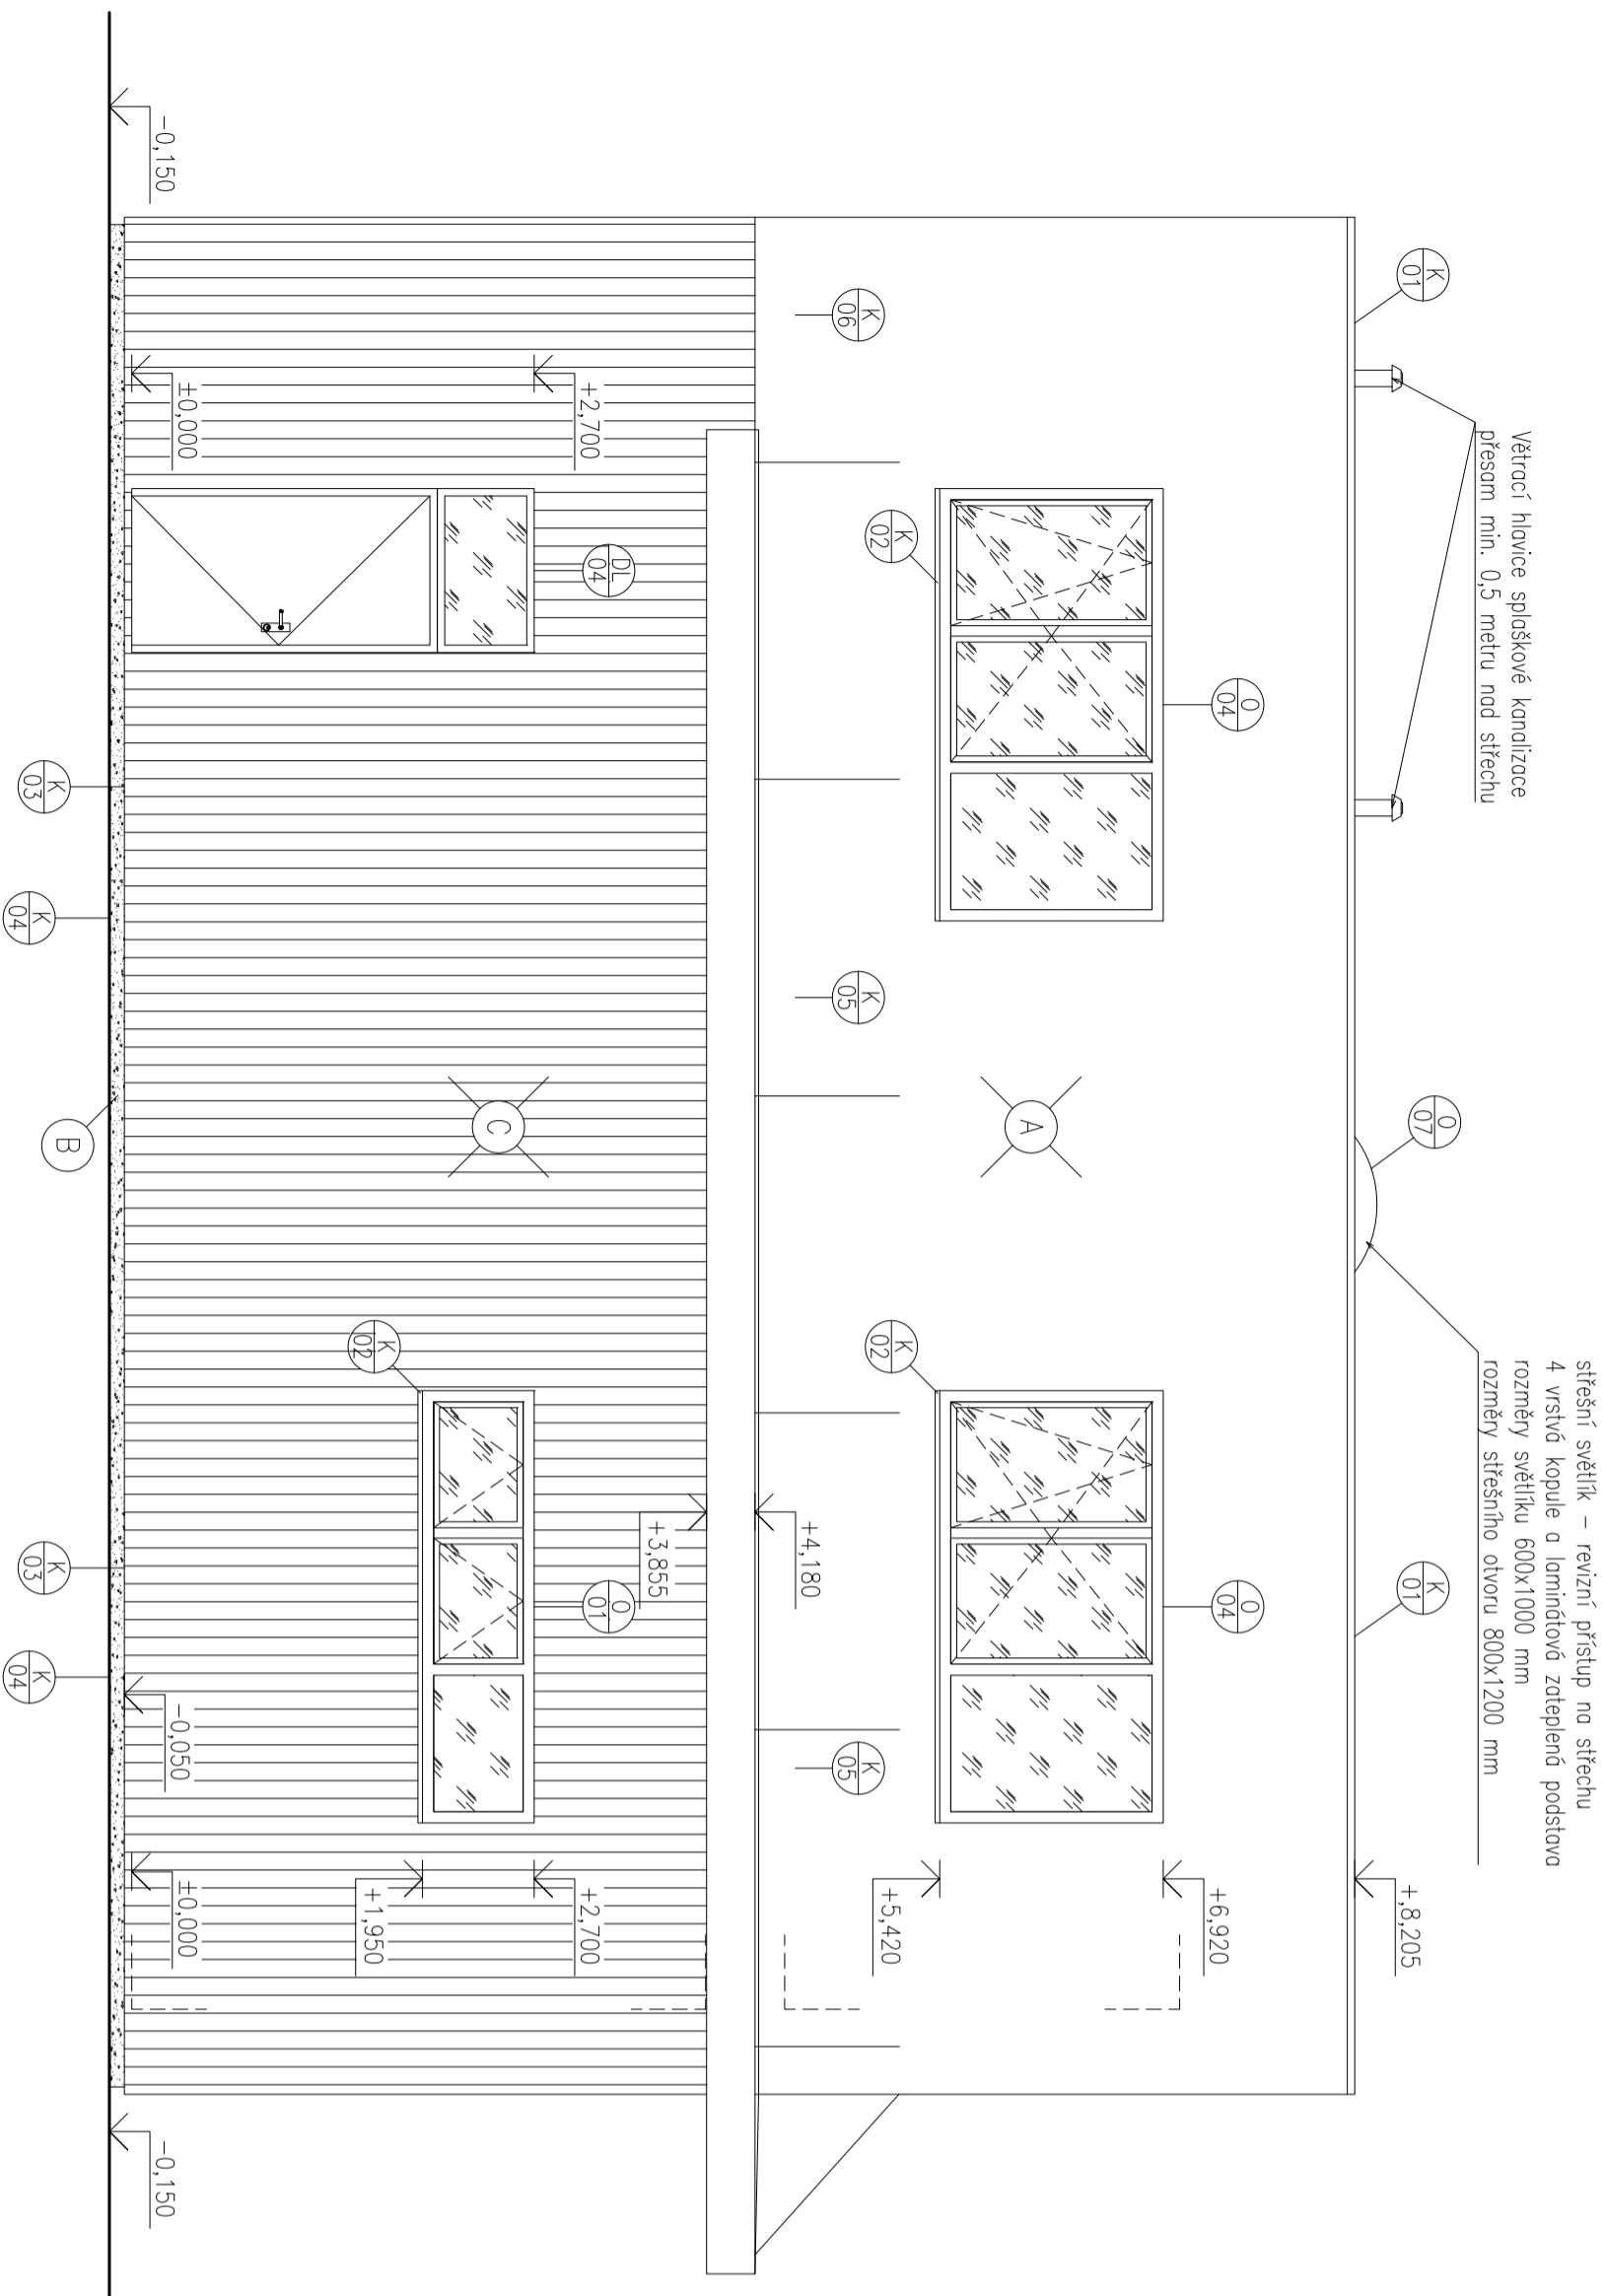 Větrací hlavice splaškové kanalizace
přesam min. 0,5 metru nad střechu
střešní světlík – revizní přístup na střechu
4 vrstvá kopule a laminátová zateplená podstava
rozměry světlíku 600x1000 mm
rozměry střešního otvoru 800x1200 mm
K
01
O
07
K
01
+,8,205
O
04
O
04
+6,920
A
K
02
K
02
+5,420
K
06
K
05
K
05
+4,180
+3,855
DL
04
O
01
+2,700
+2,700
C
K
02
+1,950
±0,000
-0,050
±0,000
-0,150
-0,150
K
03
K
04
B
K
03
K
04